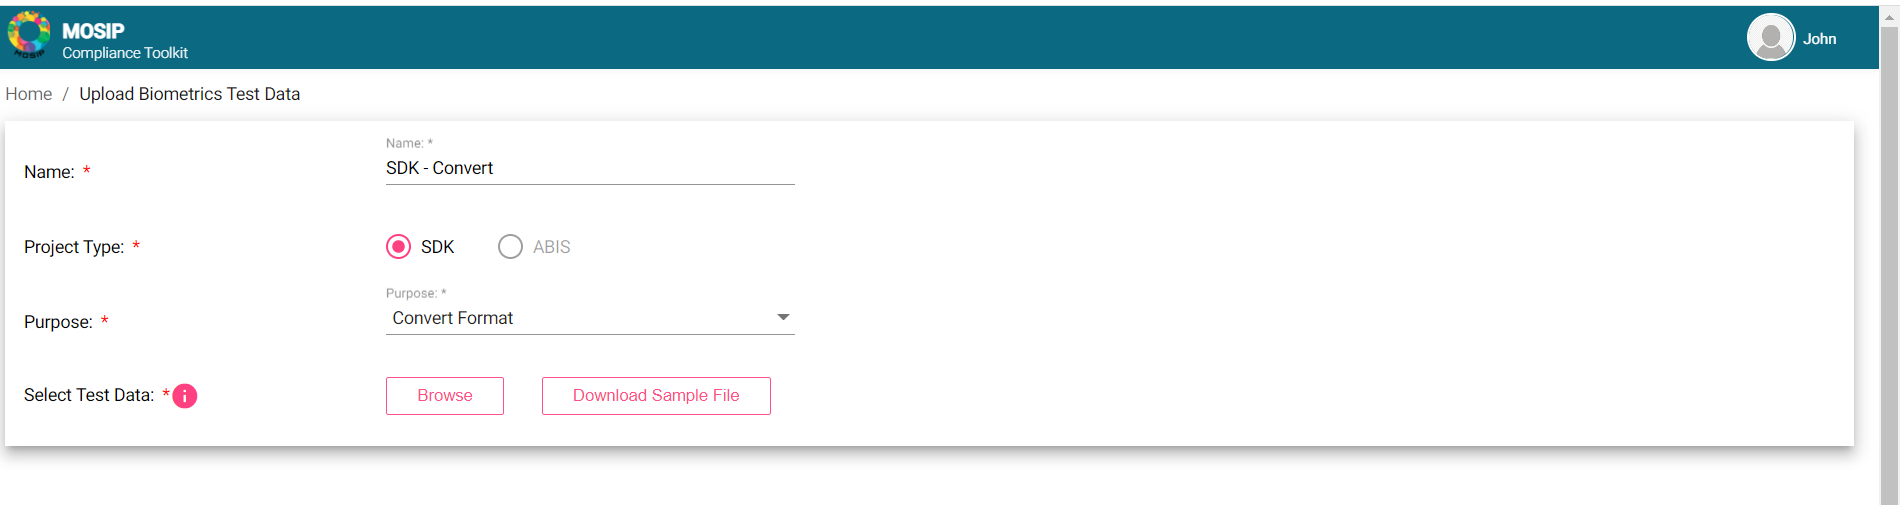 MOSIP
Compliance Toolkit
MOSIP
John
Home / Upload Biometrics Test Data
Name: *
Name: *
SDK - Convert
Project Type: *
SDK
ABIS
Purpose: *
Purpose: *
Convert Format
Select Test Data: * i
Browse
Download Sample File